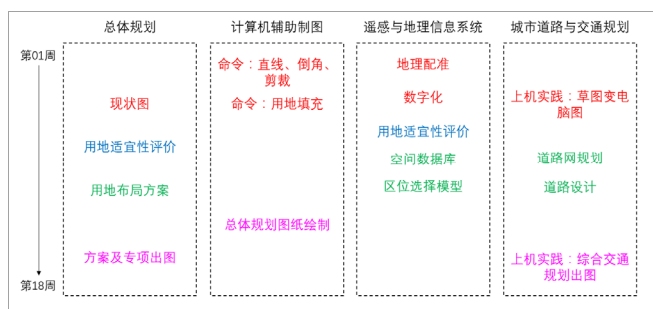 总体规划
计算机辅助制图
遥感与地理信息系统
城市道路与交通规划
第01周
第18周
现状图
用地适宜性评价
用地布局方案
方案及专项出图
命令：直线、倒角、
剪裁
命令：用地填充
总体规划图纸绘制
地理配准
数字化
用地适宜性评价
空间数据库
区位选择模型
上机实践：草图变电
脑图
道路网规划
道路设计
上机实践：综合交通
规划出图